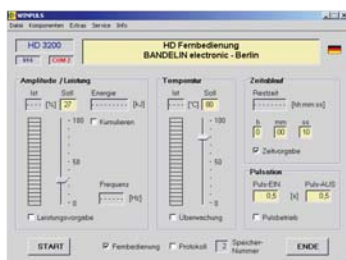 WINPULS
Datei Komponenten Extras Service Info
HD 3200
COM 2
HD Fernbedienung
BANDELIN electronic - Berlin
Amplitude / Leistung
Ist Soll Energie
[%] 27 [kJ]
100 Kumulieren
50
Frequenz
[Hz]
0
Leistungsvorgabe
Temperatur
Ist Soll
[°C] 80
100
50
0
Überwachung
Zeitablauf
Restzeit
[hh:mm:ss]
h mm ss
0 00 10
Zeitvorgabe
Pulsation
Puls-EIN Puls-AUS
0,5 [s] 0,5
Pulsbetrieb
START Fernbedienung Protokoll Speicher-Nummer ENDE